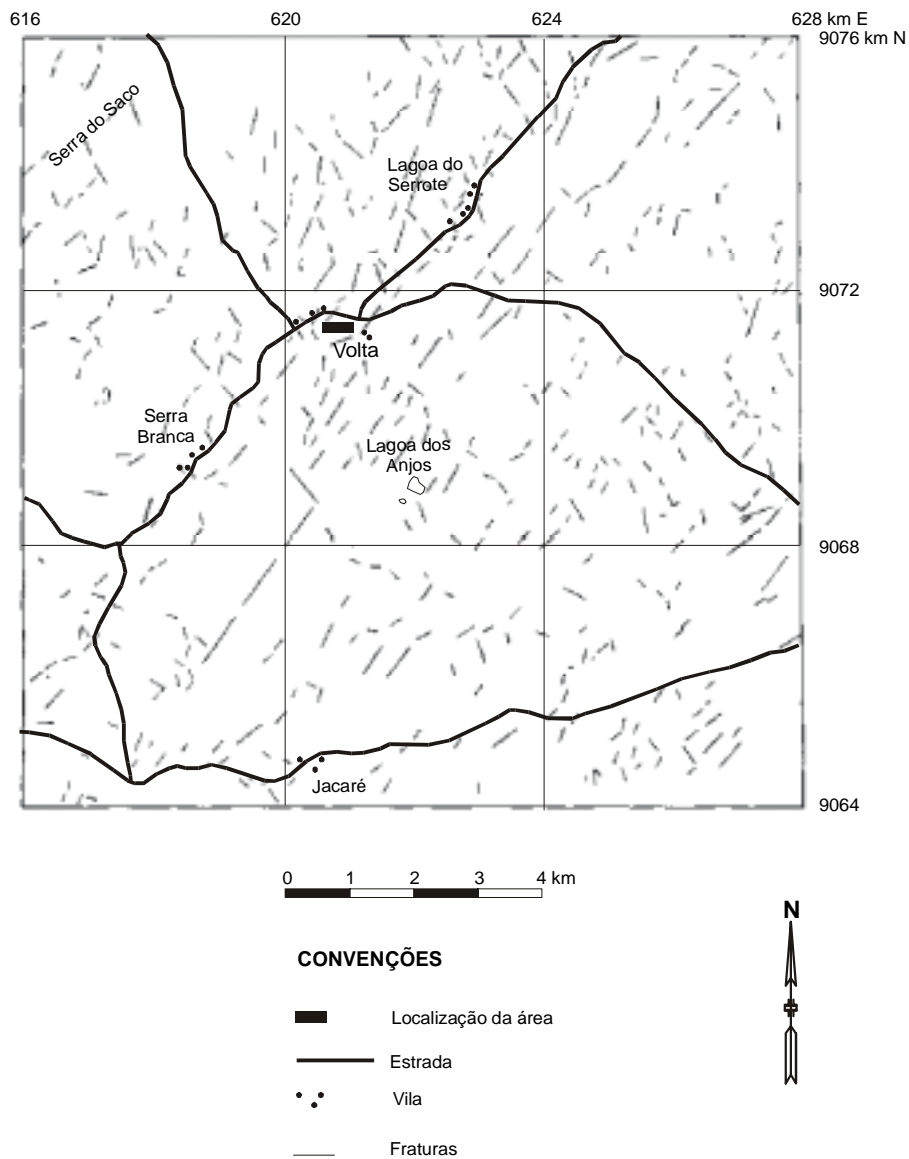 616 620 624 628 km E
9076 km N
Serra do Saco
Lagoa do
Serrote
9072
Volta
Serra
Branca
Lagoa dos
Anjos
9068
Jacaré
9064
0 1 2 3 4 km
N
CONVENÇÕES
Localização da área
Estrada
Vila
Fraturas